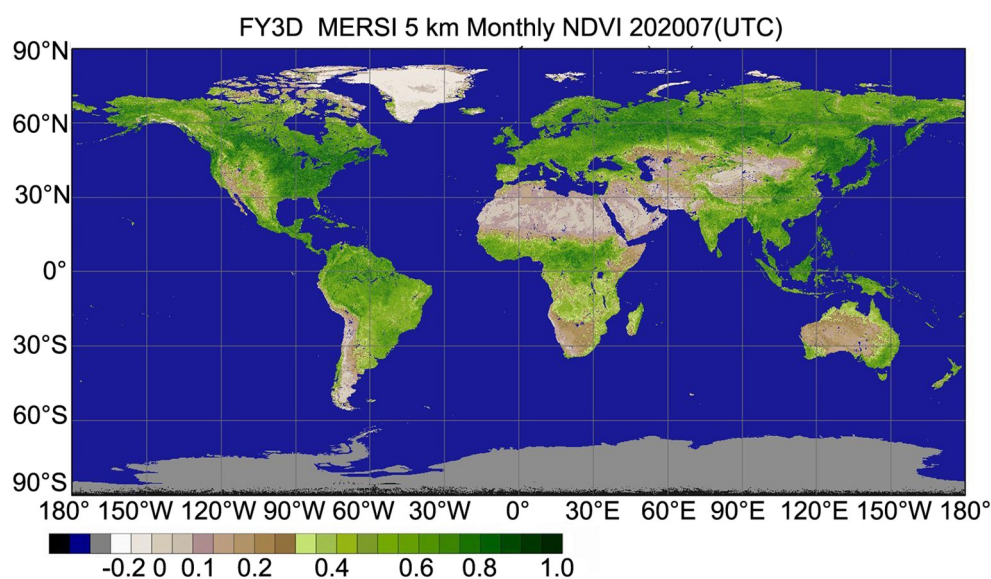 FY3D MERSI 5 km Monthly NDVI 202007(UTC)
90°N
60°N
30°N
0°
30°S
60°S
90°S
180° 150°W 120°W 90°W 60°W 30°W 0° 30°E 60°E 90°E 120°E 150°W 180°
-0.2 0 0.1 0.2 0.4 0.6 0.8 1.0